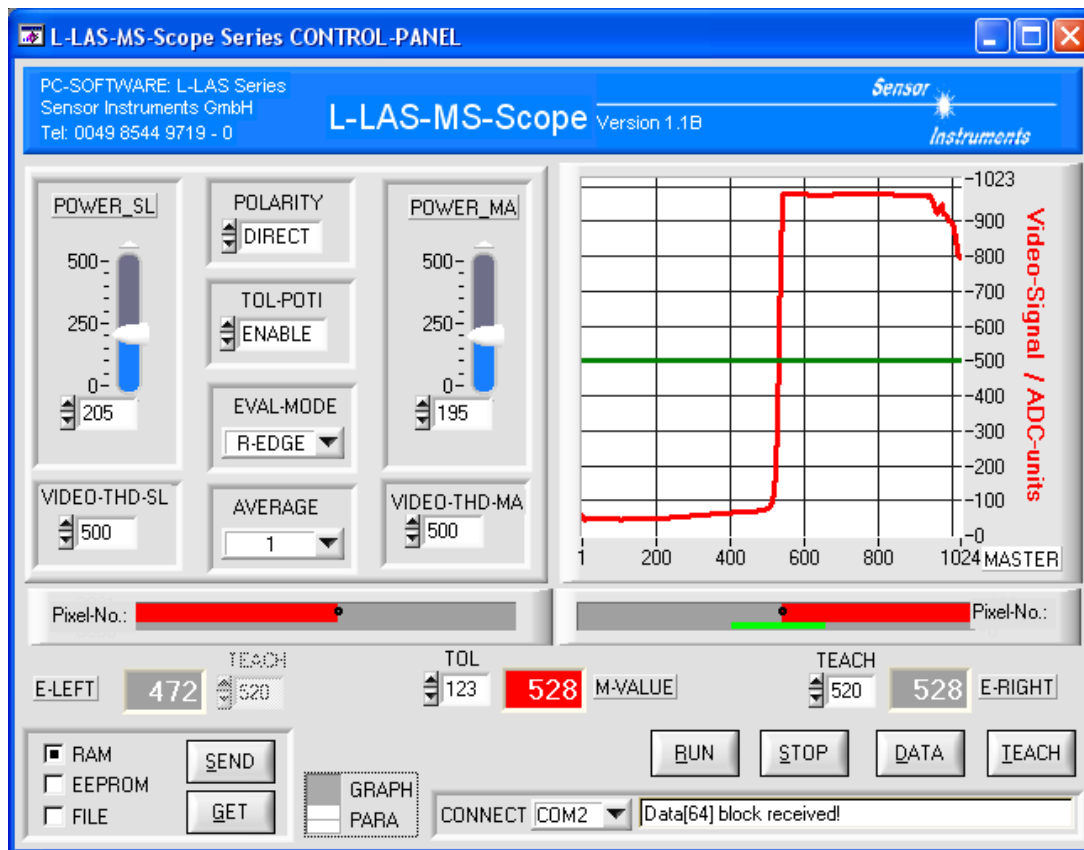 L-LAS-MS-Scope Series CONTROL-PANEL
PC-SOFTWARE: L-LAS Series
Sensor Instruments GmbH
Tel: 0049 8544 9719 - 0
L-LAS-MS-Scope Version 1.1B
Sensor
Instruments
POWER_SL
500
250
0
205
VIDEO-THD-SL
500
POLARITY
DIRECT
TOL-POTI
ENABLE
EVAL-MODE
R-EDGE
AVERAGE
1
POWER_MA
500
250
0
195
VIDEO-THD-MA
500
1023
900
800
700
600
500
400
300
200
100
0
Video-Signal / ADC-units
1 200 400 600 800 1024 MASTER
Pixel-No.:
Pixel-No.:
TEACH TOL TEACH
E-LEFT 472 520 123 528 M-VALUE 520 528 E-RIGHT
RAM
EEPROM
FILE
SEND
GET
GRAPH
PARA
RUN STOP DATA TEACH
CONNECT COM2 Data[64] block received!